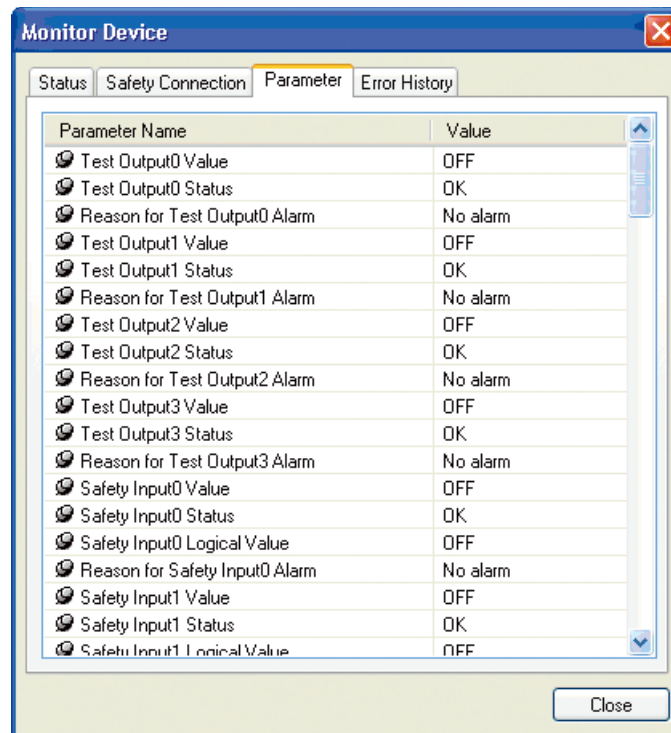 Monitor Device
Status Safety Connection Parameter Error History
Parameter Name Value
Test Output0 Value OFF
Test Output0 Status OK
Reason for Test Output0 Alarm No alarm
Test Output1 Value OFF
Test Output1 Status OK
Reason for Test Output1 Alarm No alarm
Test Output2 Value OFF
Test Output2 Status OK
Reason for Test Output2 Alarm No alarm
Test Output3 Value OFF
Test Output3 Status OK
Reason for Test Output3 Alarm No alarm
Safety Input0 Value OFF
Safety Input0 Status OK
Safety Input0 Logical Value OFF
Reason for Safety Input0 Alarm No alarm
Safety Input1 Value OFF
Safety Input1 Status OK
Safety Input1 Logical Value OFF
Close